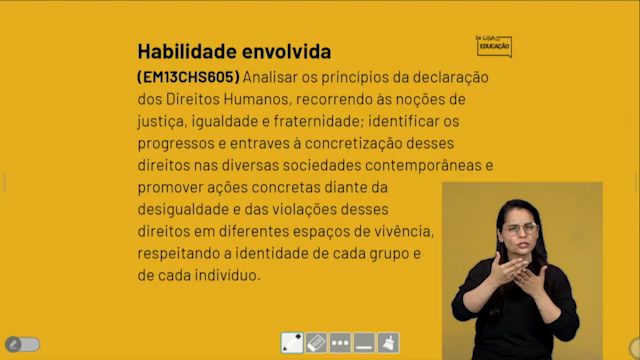 Se LIGA...
EDUCAÇÃO
Habilidade envolvida
(EM13CHS605) Analisar os princípios da declaração
dos Direitos Humanos, recorrendo às noções de
justiça, igualdade e fraternidade; identificar os
progressos e entraves à concretização desses
direitos nas diversas sociedades contemporâneas e
promover ações concretas diante da
desigualdade e das violações desses
direitos em diferentes espaços de vivência,
respeitando a identidade de cada grupo e
de cada indivíduo.